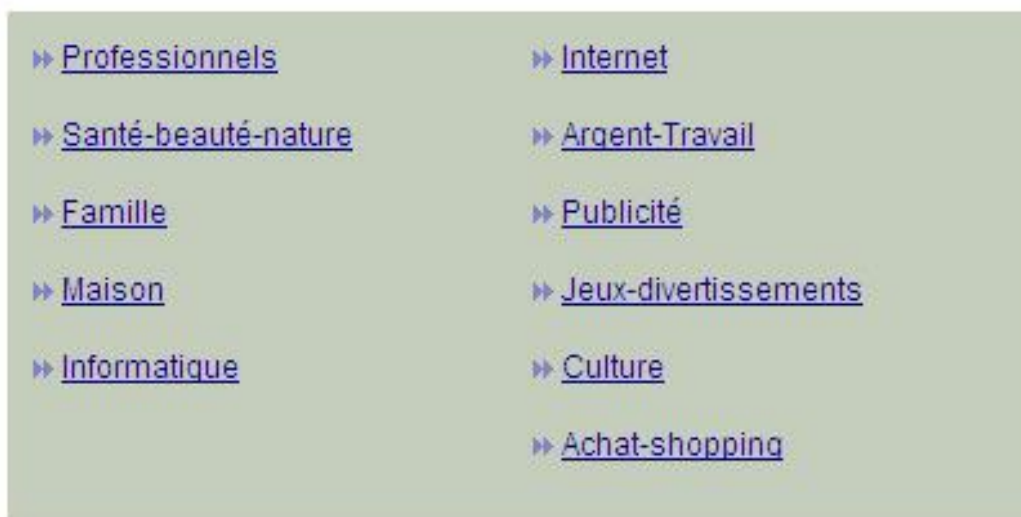 Professionnels
Santé-beauté-nature
Famille
Maison
Informatique
Internet
Argent-Travail
Publicité
Jeux-divertissements
Culture
Achat-shopping